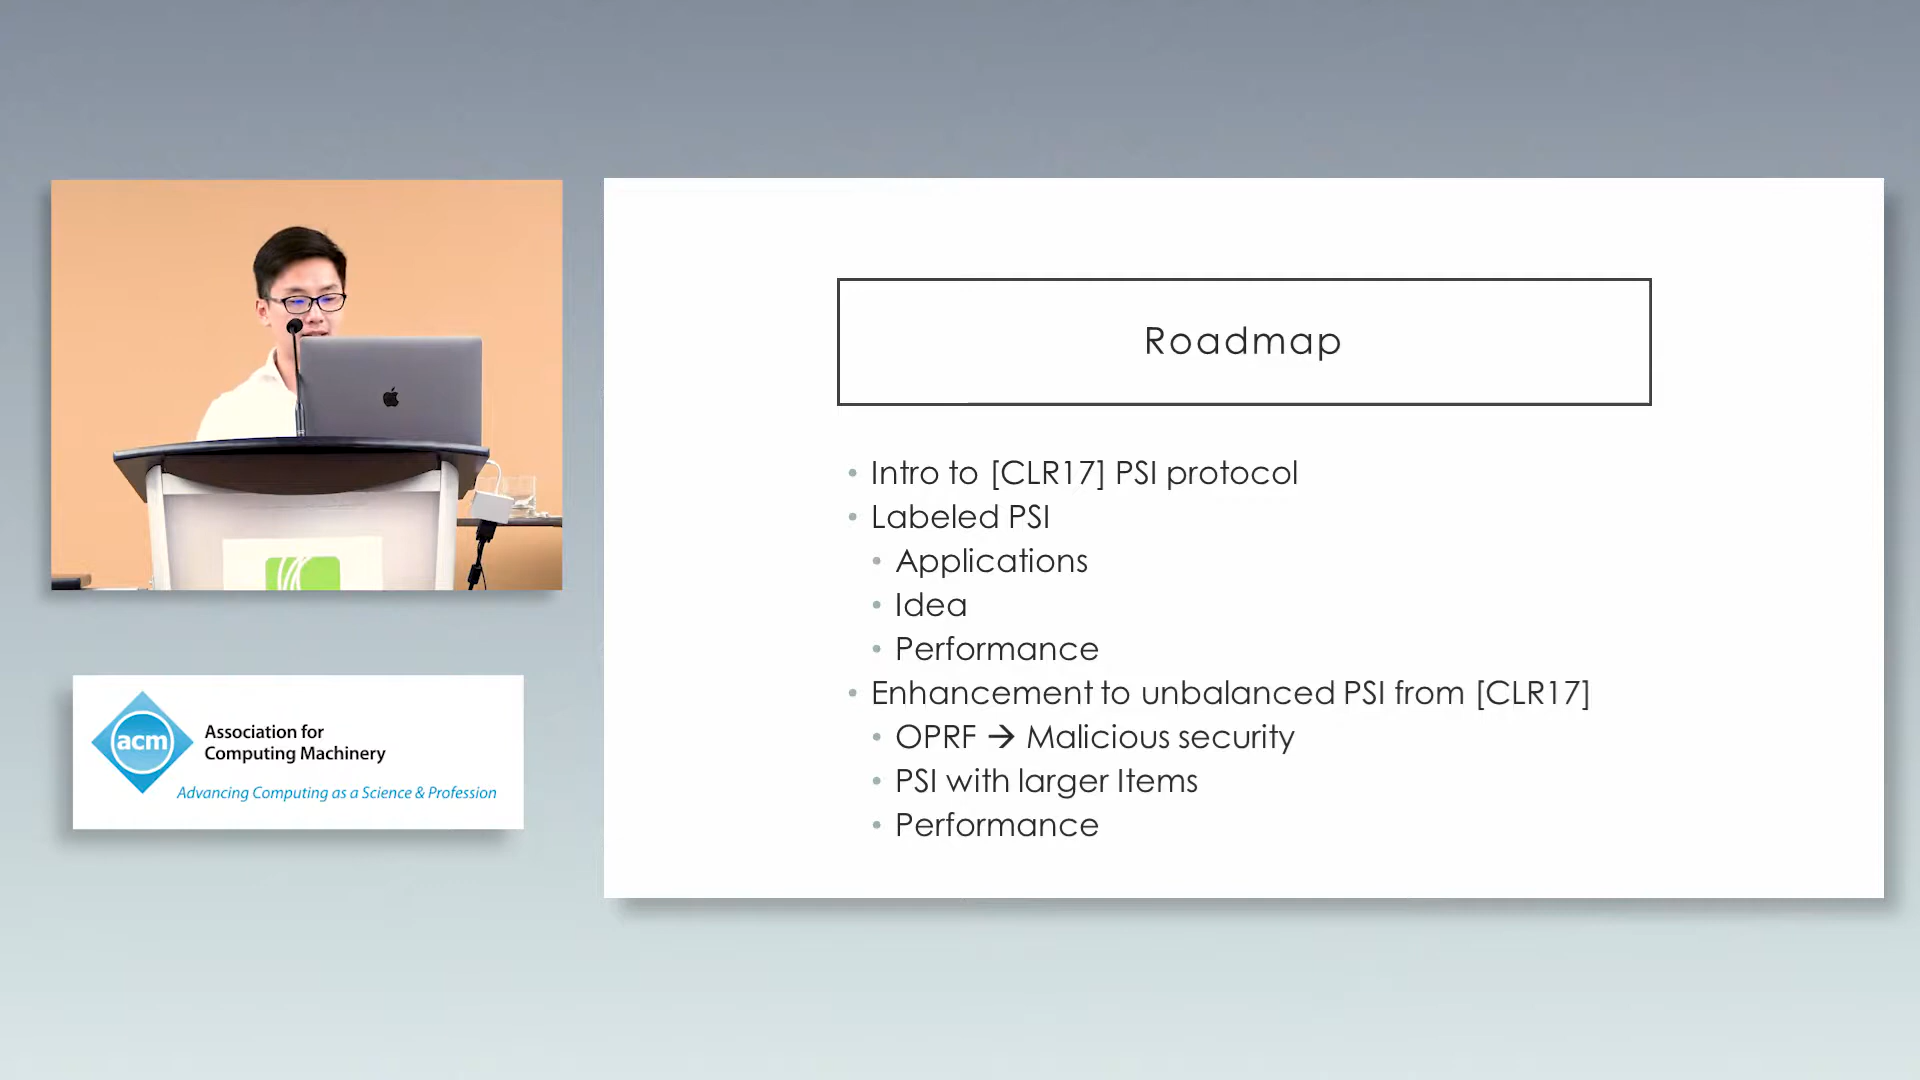 Roadmap
• Intro to [CLR17] PSI protocol
• Labeled PSI
• Applications
• Idea
• Performance
• Enhancement to unbalanced PSI from [CLR17]
• OPRF → Malicious security
• PSI with larger Items
• Performance
acm
Association for
Computing Machinery
Advancing Computing as a Science & Profession